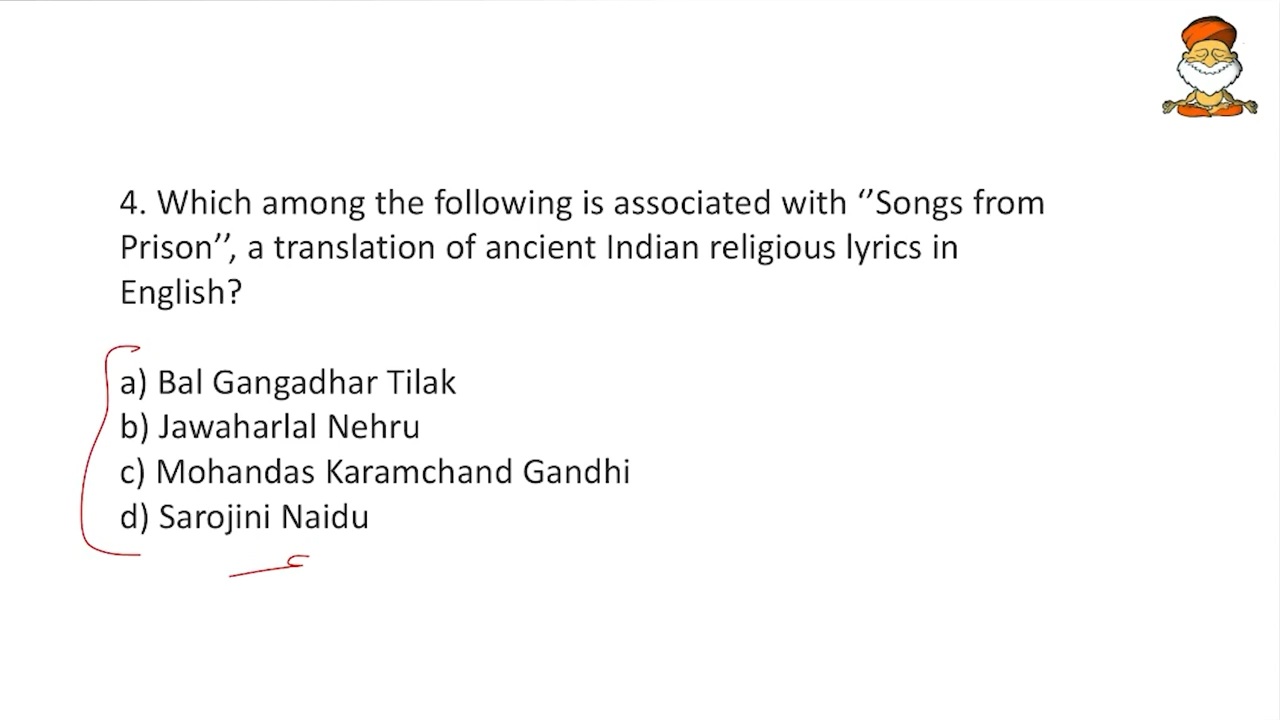 4. Which among the following is associated with ‘’Songs from
Prison’’, a translation of ancient Indian religious lyrics in
English?
a) Bal Gangadhar Tilak
b) Jawaharlal Nehru
c) Mohandas Karamchand Gandhi
d) Sarojini Naidu